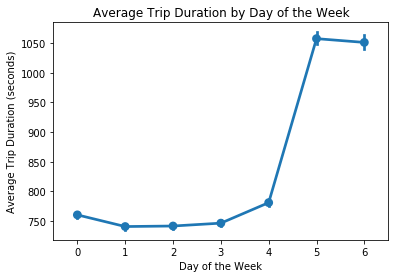 Average Trip Duration by Day of the Week
Average Trip Duration (seconds)
1050
1000
950
900
850
800
750
0 1 2 3 4 5 6
Day of the Week